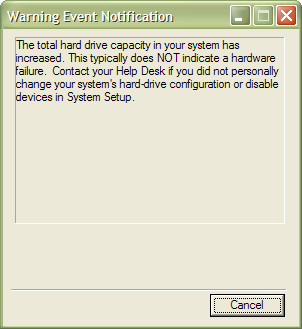 Warning Event Notification
The total hard drive capacity in your system has
increased. This typically does NOT indicate a hardware
failure.  Contact your Help Desk if you did not personally
change your system's hard-drive configuration or disable
devices in System Setup.
Cancel